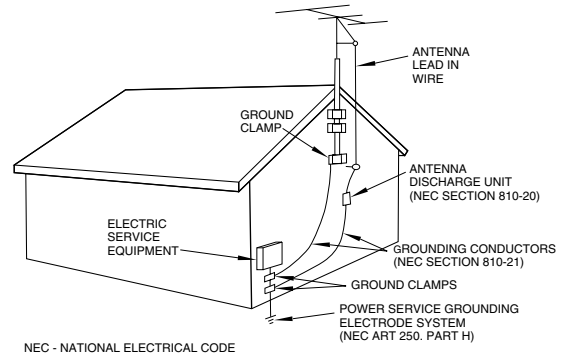 ANTENNA
LEAD IN
WIRE
GROUND
CLAMP
ANTENNA
DISCHARGE UNIT
(NEC SECTION 810-20)
ELECTRIC
SERVICE
EQUIPMENT
GROUNDING CONDUCTORS
(NEC SECTION 810-21)
GROUND CLAMPS
POWER SERVICE GROUNDING
ELECTRODE SYSTEM
(NEC ART 250. PART H)
NEC - NATIONAL ELECTRICAL CODE